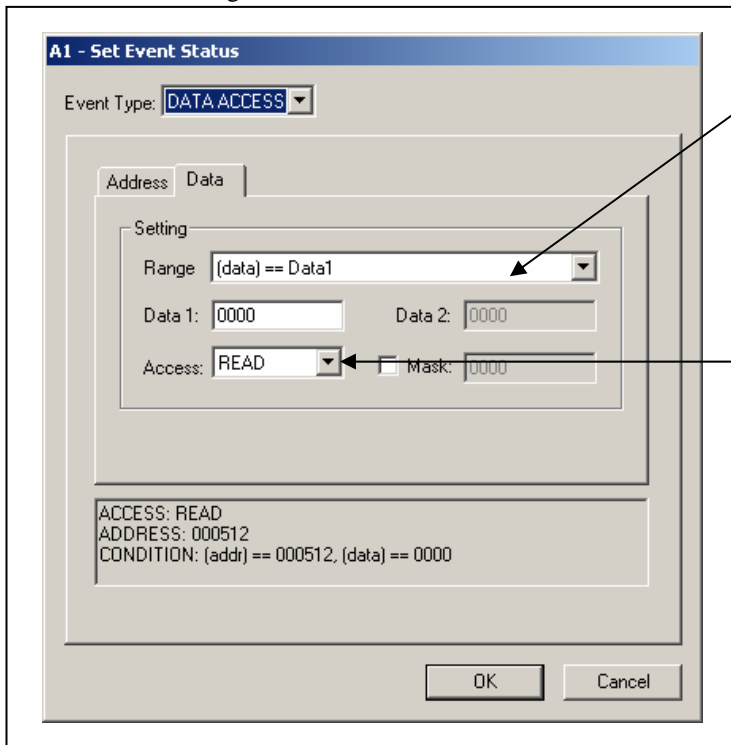 A1 - Set Event Status
Event Type: DATA ACCESS
Address Data
Setting
Range (data) == Data1
Data 1: 0000 Data 2: 0000
Access: READ Mask: 0000
ACCESS: READ
ADDRESS: 000512
CONDITION: (addr) == 000512, (data) == 0000
OK Cancel